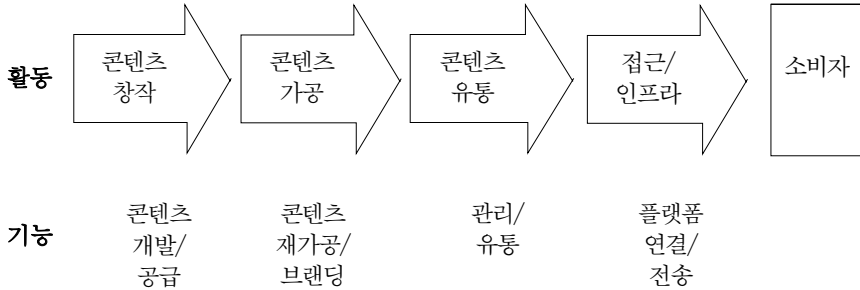 활동
콘텐츠
창작
콘텐츠
가공
콘텐츠
유통
접근/
인프라
소비자
기능
콘텐츠
개발/
공급
콘텐츠
재가공/
브랜딩
관리/
유통
플랫폼
연결/
전송